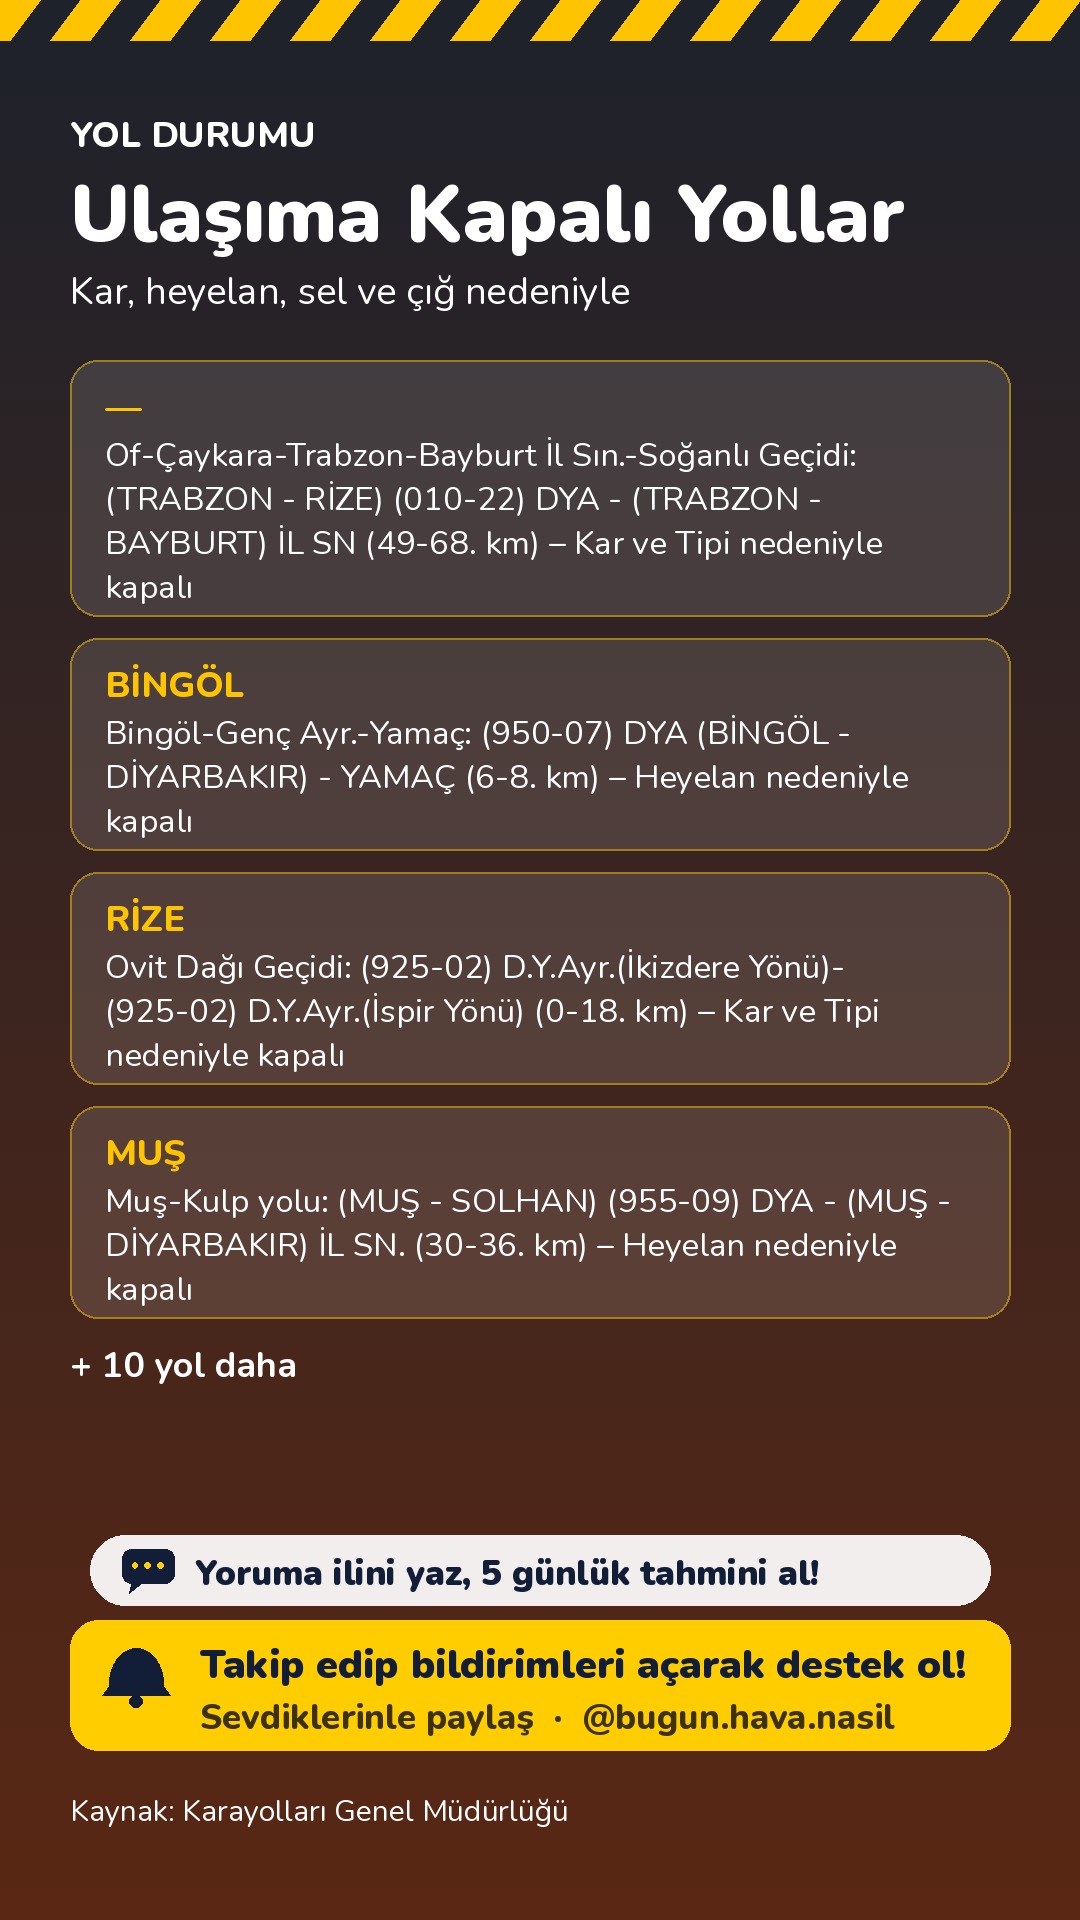 YOL DURUMU
Ulaşıma Kapalı Yollar
Kar, heyelan, sel ve çığ nedeniyle
—
Of-Çaykara-Trabzon-Bayburt İl Sın.-Soğanlı Geçidi:
(TRABZON - RİZE) (010-22) DYA - (TRABZON -
BAYBURT) İL SN (49-68. km) – Kar ve Tipi nedeniyle
kapalı
BİNGÖL
Bingöl-Genç Ayr.-Yamaç: (950-07) DYA (BİNGÖL -
DİYARBAKIR) - YAMAÇ (6-8. km) – Heyelan nedeniyle
kapalı
RİZE
Ovit Dağı Geçidi: (925-02) D.Y.Ayr.(İkizdere Yönü)-
(925-02) D.Y.Ayr.(İspir Yönü) (0-18. km) – Kar ve Tipi
nedeniyle kapalı
MUŞ
Muş-Kulp yolu: (MUŞ - SOLHAN) (955-09) DYA - (MUŞ -
DİYARBAKIR) İL SN. (30-36. km) – Heyelan nedeniyle
kapalı
+ 10 yol daha
Yoruma ilini yaz, 5 günlük tahmini al!
Takip edip bildirimleri açarak destek ol!
Sevdiklerinle paylaş · @bugun.hava.nasil
Kaynak: Karayolları Genel Müdürlüğü